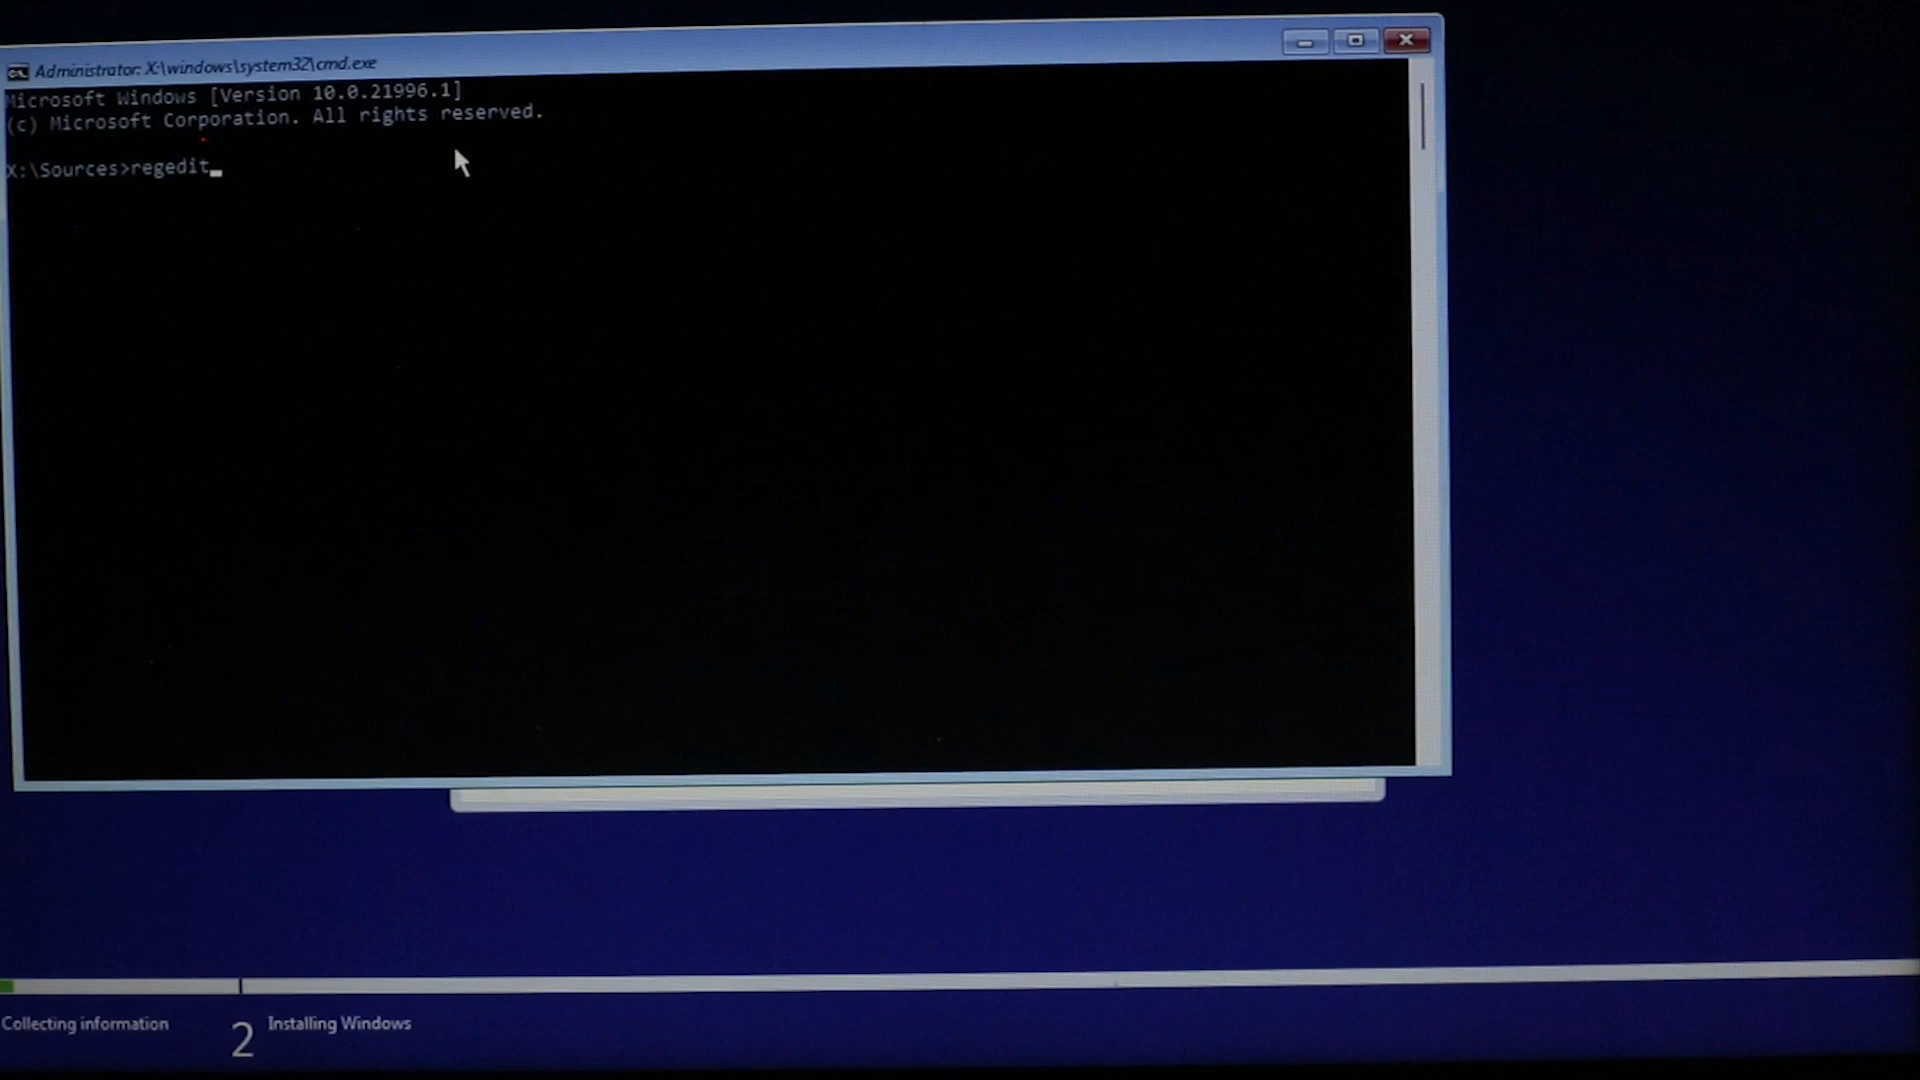 Administrator: X:\windows\system32\cmd.exe
Microsoft Windows [Version 10.0.21996.1]
(c) Microsoft Corporation. All rights reserved.
X:\Sources>regedit
Collecting information
2
Installing Windows